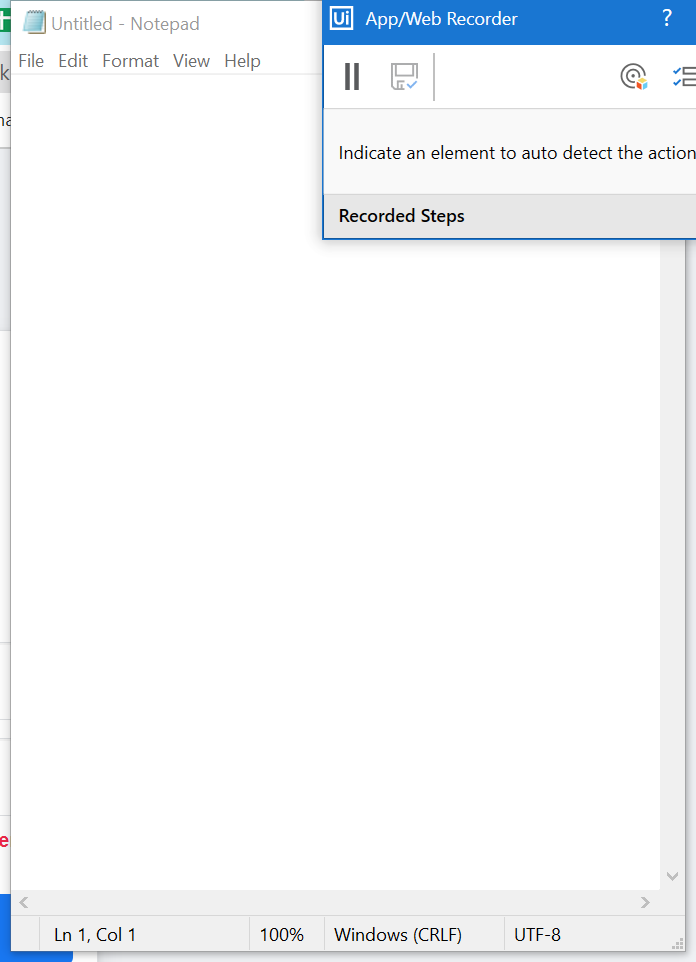 Untitled - Notepad
File Edit Format View Help
Ui App/Web Recorder ?
Indicate an element to auto detect the action
Recorded Steps
Ln 1, Col 1 100% Windows (CRLF) UTF-8